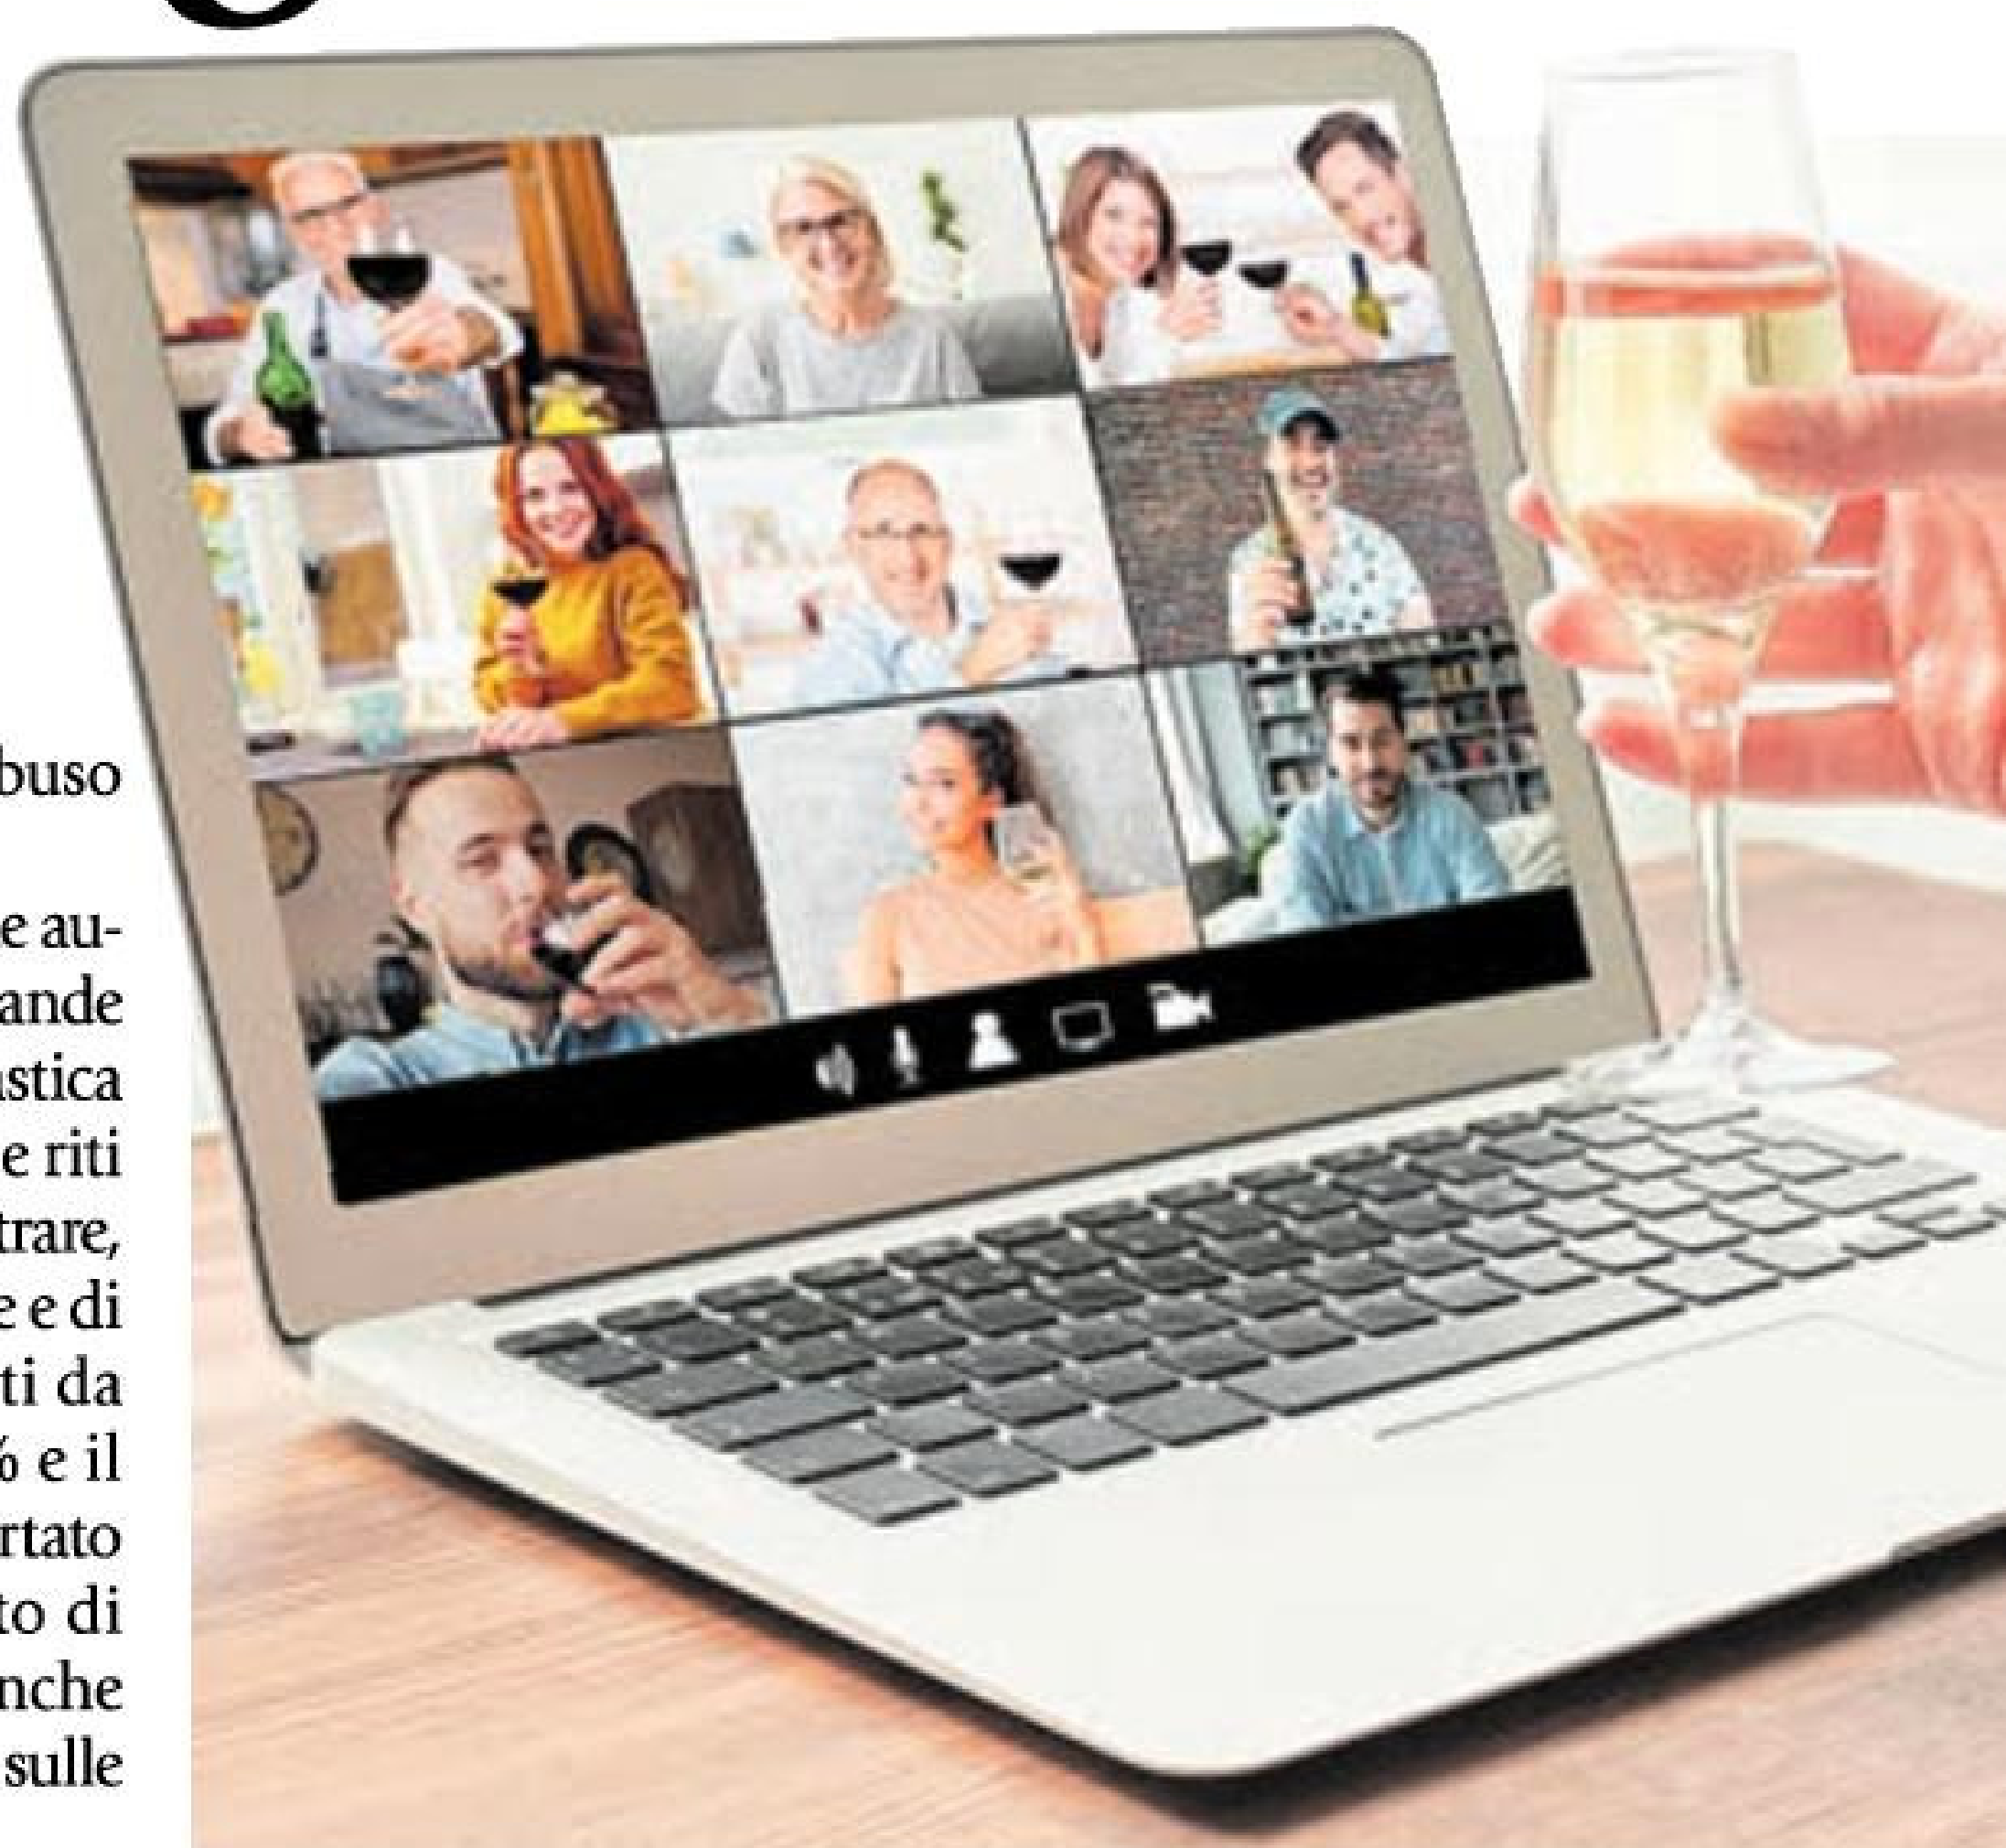 buso
e au-
ande
stica
e riti
trare,
e e di
ti da
% e il
rtato
to di
nche
sulle